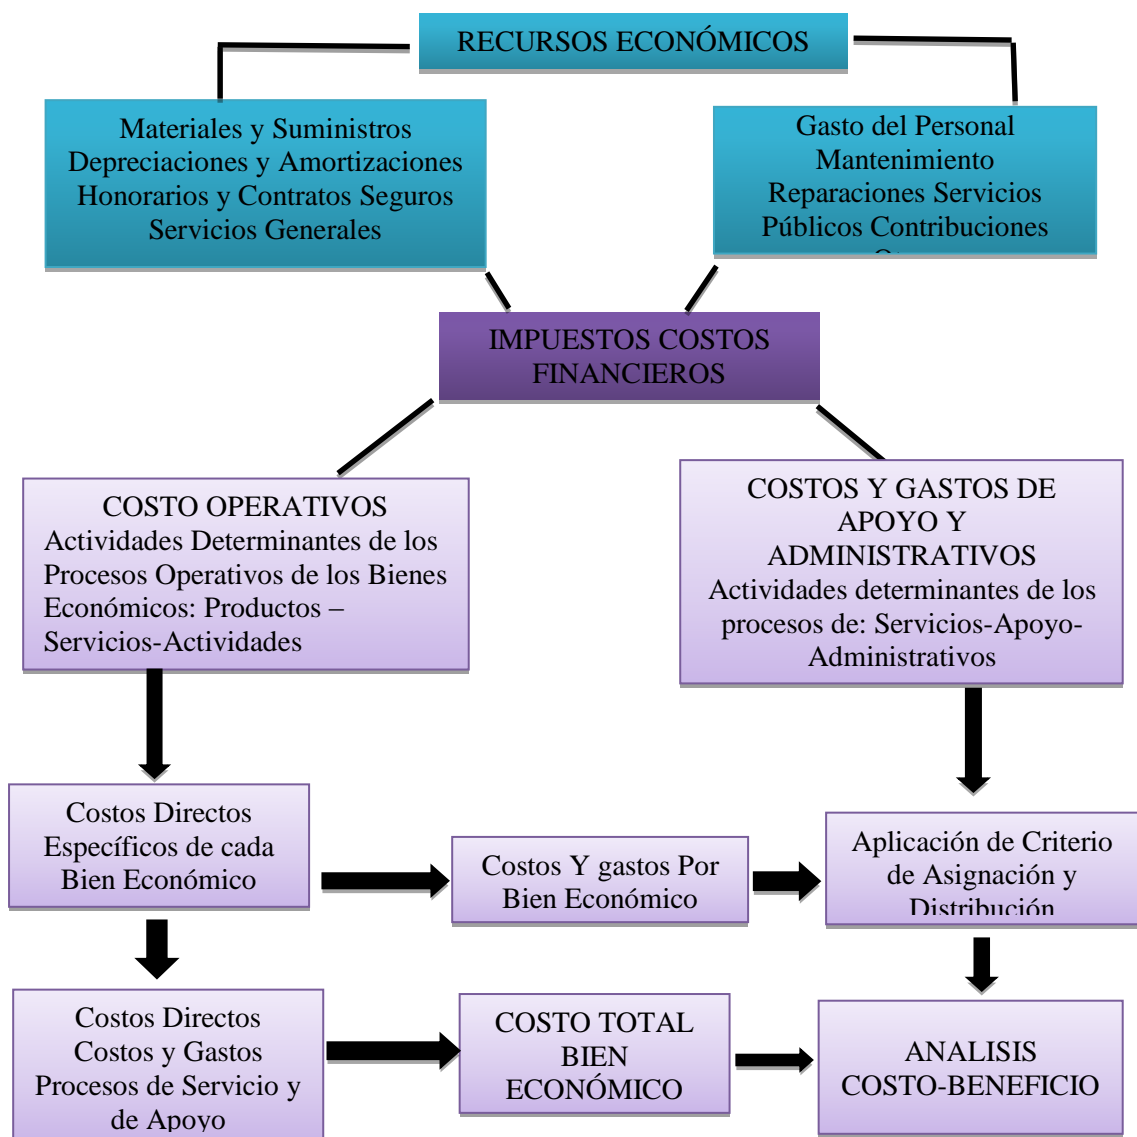 RECURSOS ECONÓMICOS
Materiales y Suministros
Depreciaciones y Amortizaciones
Honorarios y Contratos Seguros
Servicios Generales
Gasto del Personal
Mantenimiento
Reparaciones Servicios
Públicos Contribuciones
IMPUESTOS COSTOS
FINANCIEROS
COSTO OPERATIVOS
Actividades Determinantes de los
Procesos Operativos de los Bienes
Económicos: Productos –
Servicios-Actividades
COSTOS Y GASTOS DE
APOYO Y
ADMINISTRATIVOS
Actividades determinantes de los
procesos de: Servicios-Apoyo-
Administrativos
Costos Directos
Específicos de cada
Bien Económico
Costos Y gastos Por
Bien Económico
Aplicación de Criterio
de Asignación y
Distribución
Costos Directos
Costos y Gastos
Procesos de Servicio y
de Apoyo
COSTO TOTAL
BIEN
ECONÓMICO
ANALISIS
COSTO-BENEFICIO